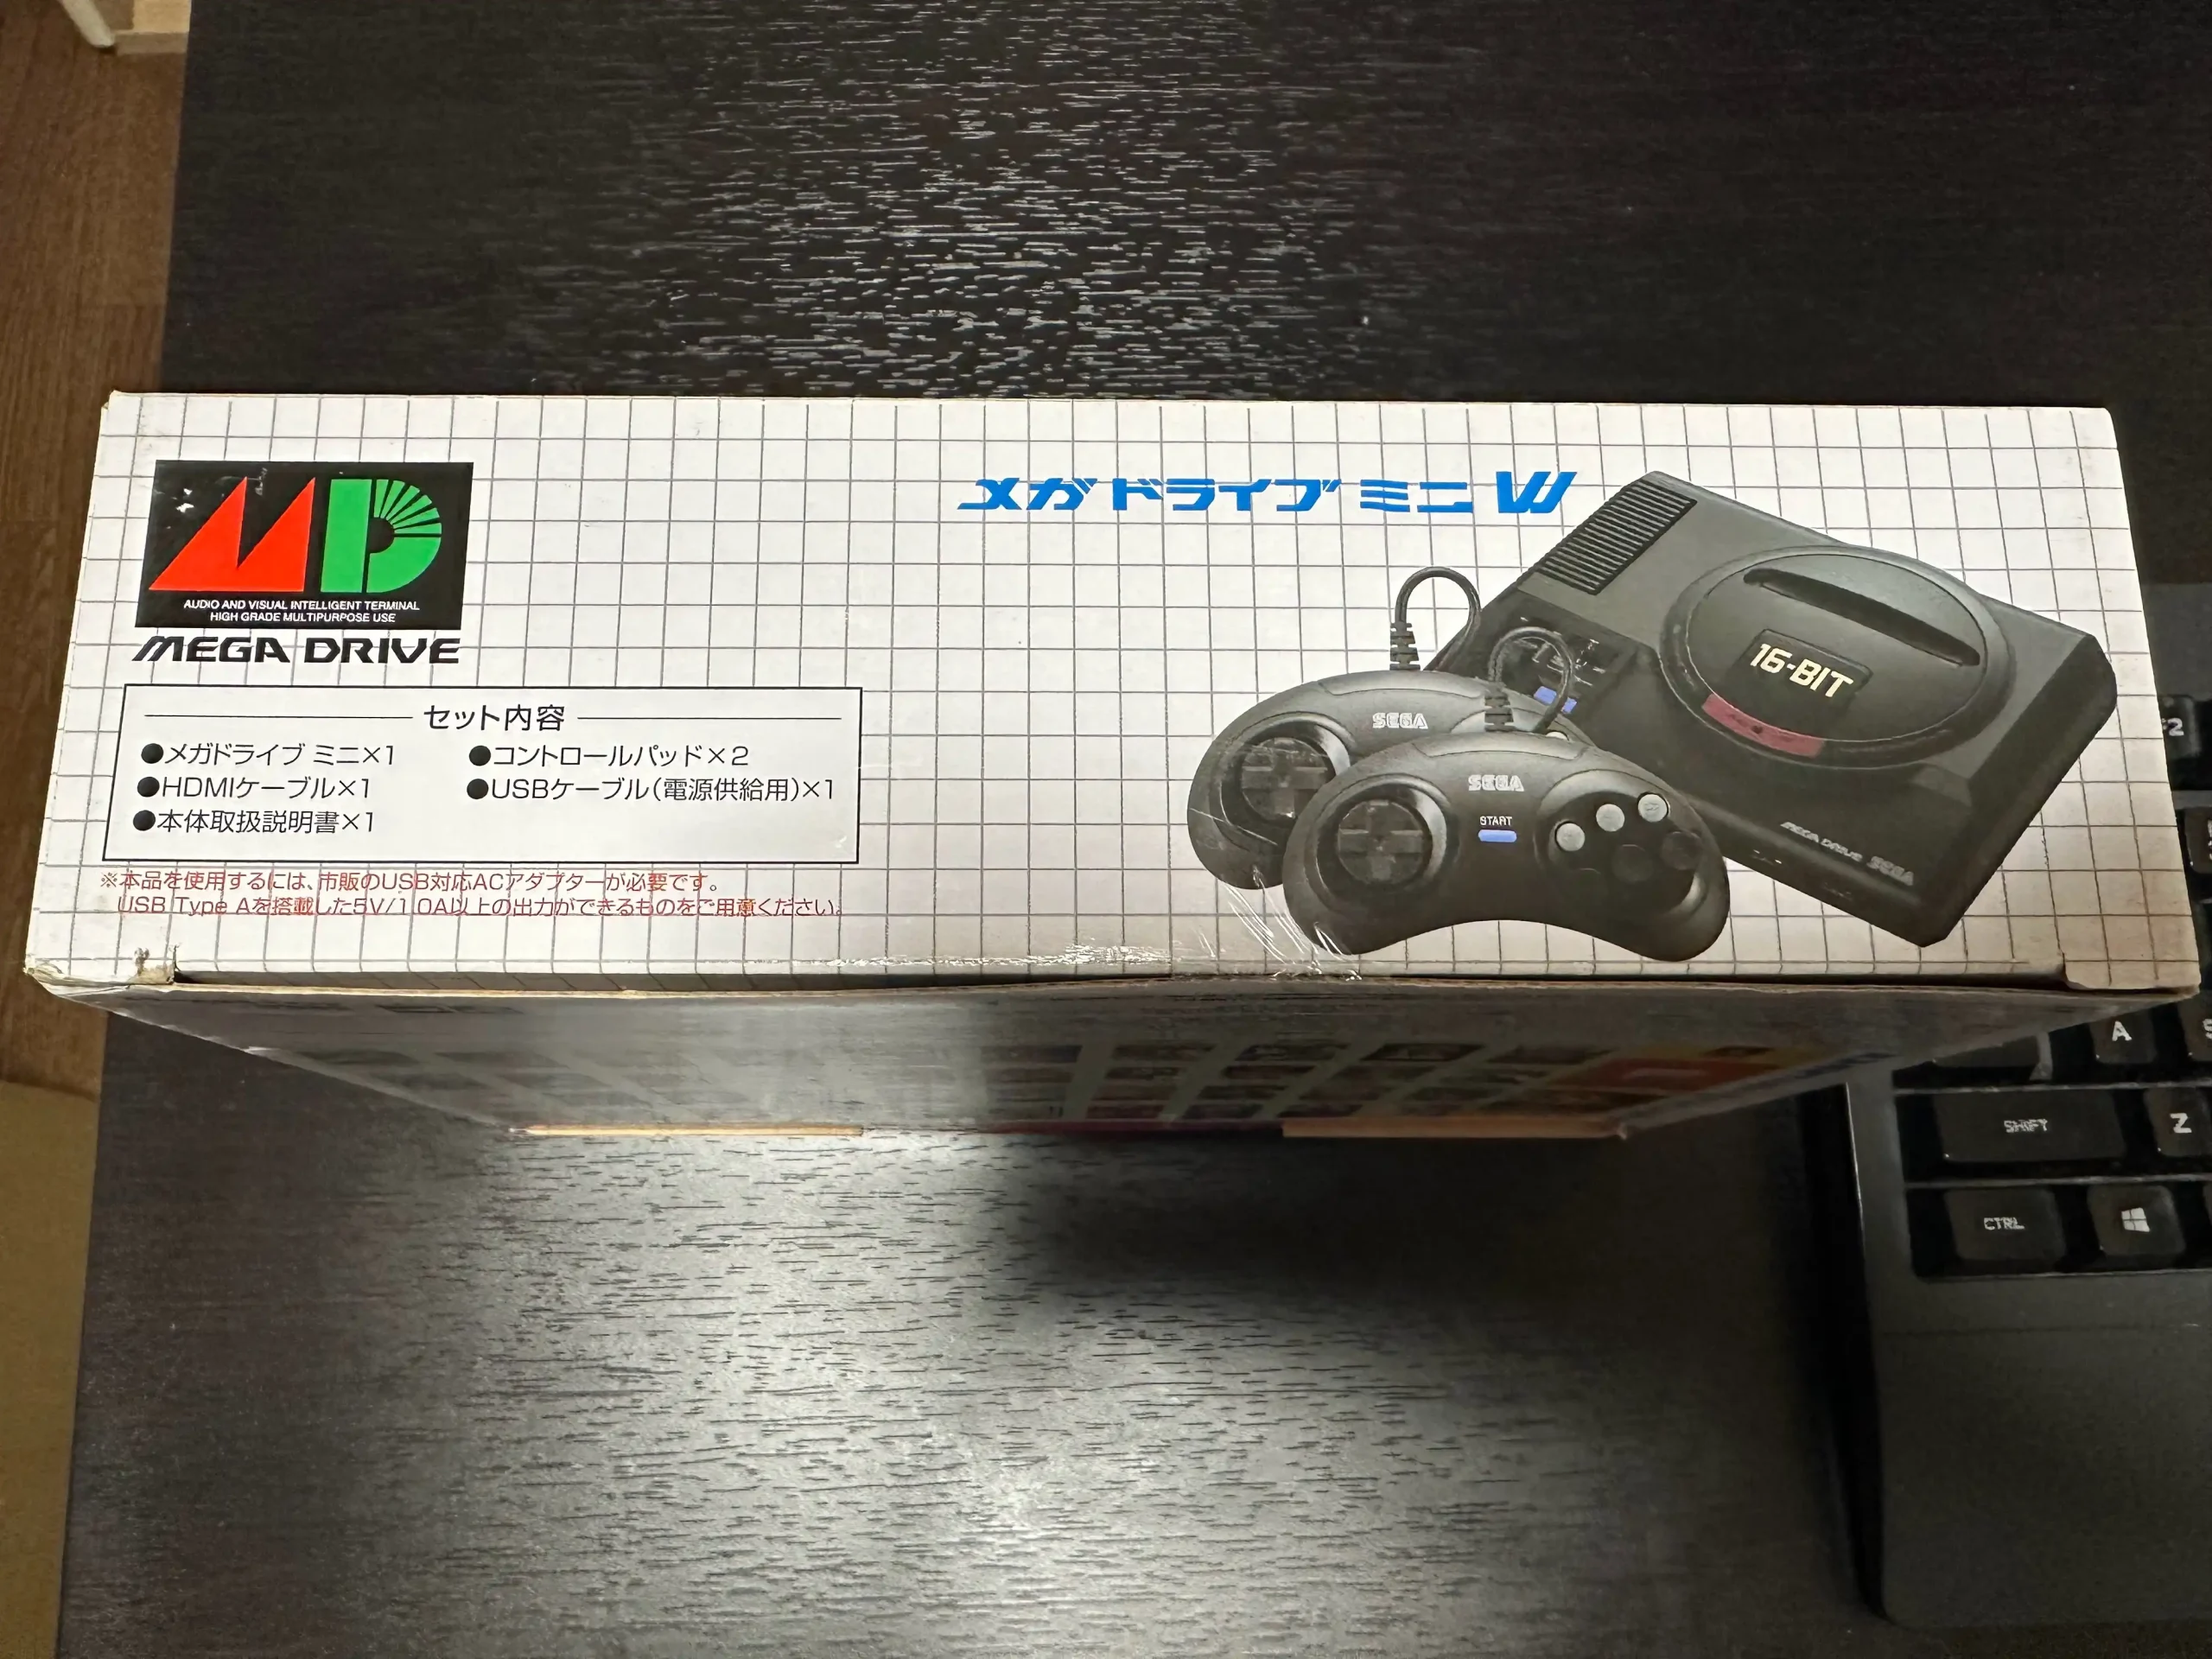 AUDIO AND VISUAL INTELLIGENT TERMINAL
HIGH GRADE MULTIPURPOSE USE
MEGA DRIVE
メガドライブ ミニW
セット内容
●メガドライブ ミニ×1
●コントロールパッド×2
●HDMIケーブル×1
●USBケーブル(電源供給用)×1
●本体取扱説明書×1
※本品を使用するには、市販のUSB対応ACアダプターが必要です。
USB Type Aを搭載した5V/1.0A以上の出力ができるものをご用意ください。
16-BIT
SEGA
SEGA
START
MEGA DRIVE SEGA
A
SHIFT
Z
CTRL